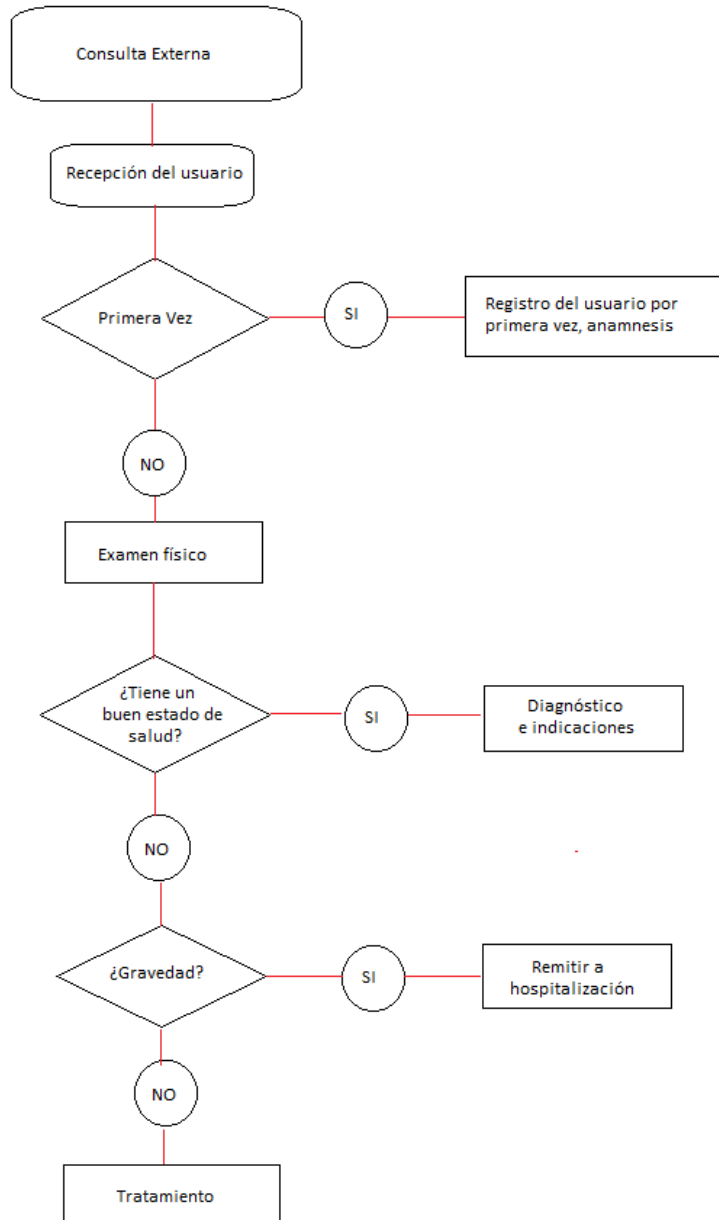 Consulta Externa
Recepción del usuario
Primera Vez
SI
Registro del usuario por
primera vez, anamnesis
NO
Examen físico
¿Tiene un
buen estado de
salud?
SI
Diagnóstico
e indicaciones
NO
¿Gravedad?
SI
Remitir a
hospitalización
NO
Tratamiento